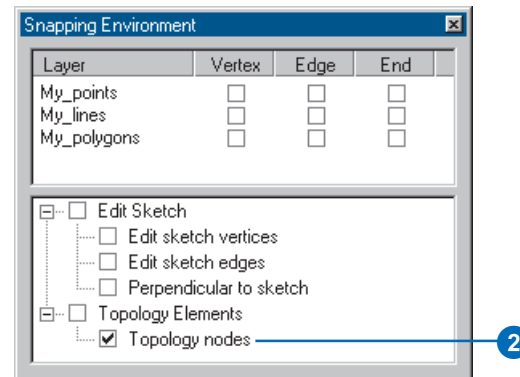 Snapping Environment
Layer Vertex Edge End
My_points
My_lines
My_polygons
Edit Sketch
Edit sketch vertices
Edit sketch edges
Perpendicular to sketch
Topology Elements
Topology nodes 2